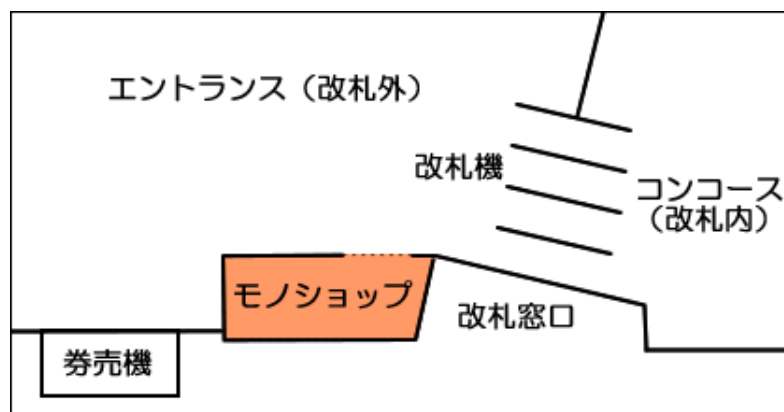 エントランス（改札外）
改札機
コンコース
（改札内）
モノショップ
改札窓口
券売機